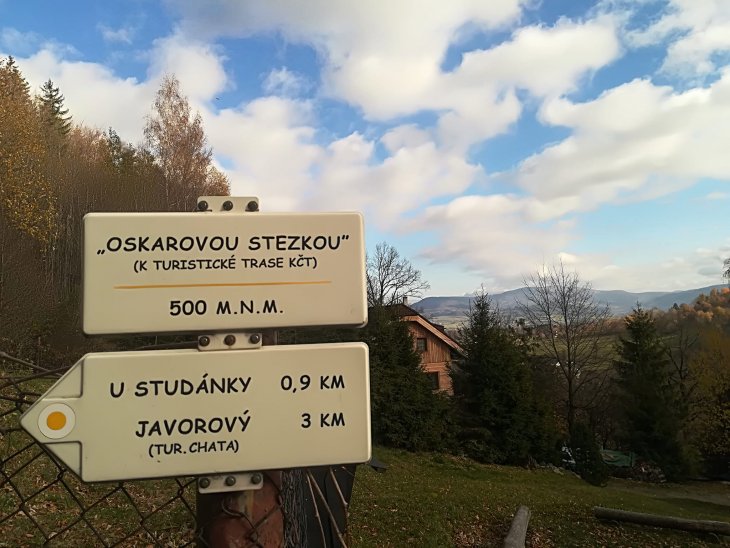 „OSKAROVOU STEZKOU”
(K TURISTICKÉ TRASE KČT)
500 M.N.M.
U STUDÁNKY 0,9 KM
JAVOROVÝ 3 KM
(TUR. CHATA)